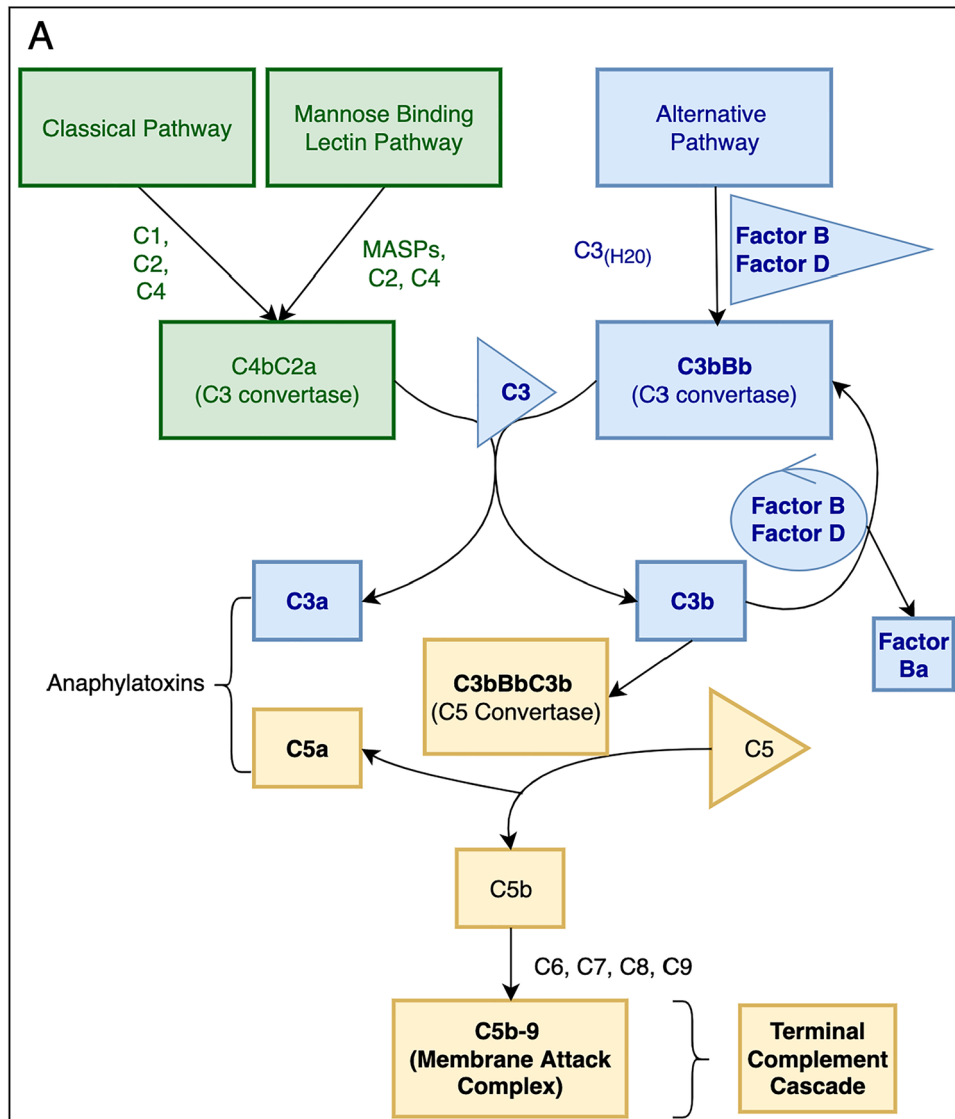 A
Classical Pathway
Mannose Binding
Lectin Pathway
Alternative
Pathway
C1,
C2,
C4
MASPs,
C2, C4
C3(H20)
Factor B
Factor D
C4bC2a
(C3 convertase)
C3
C3bBb
(C3 convertase)
Factor B
Factor D
C3a
C3b
Factor
Ba
Anaphylatoxins
C3bBbC3b
(C5 Convertase)
C5a
C5
C5b
C6, C7, C8, C9
C5b-9
(Membrane Attack
Complex)
Terminal
Complement
Cascade